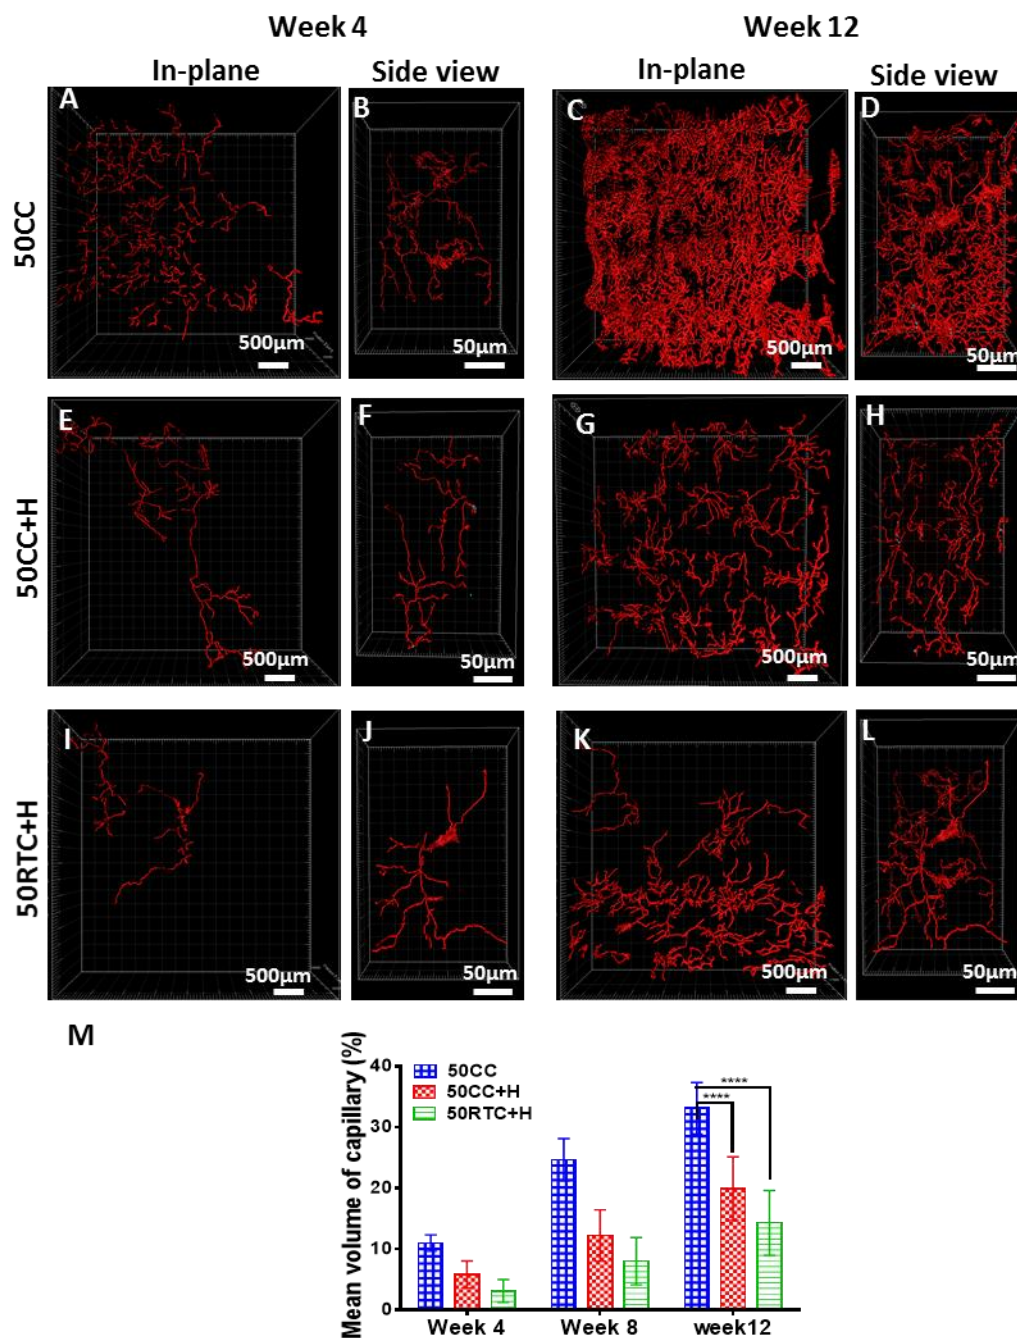 Week 4
Week 12
In-plane
Side view
In-plane
Side view
50CC
A
500µm
B
50µm
C
500µm
D
50µm
50CC+H
E
500µm
F
50µm
G
500µm
H
50µm
50RTC+H
I
500µm
J
50µm
K
500µm
L
50µm
M
Mean volume of capillary (%)
40
30
20
10
0
50CC
50CC+H
50RTC+H
****
****
Week 4
Week 8
week12